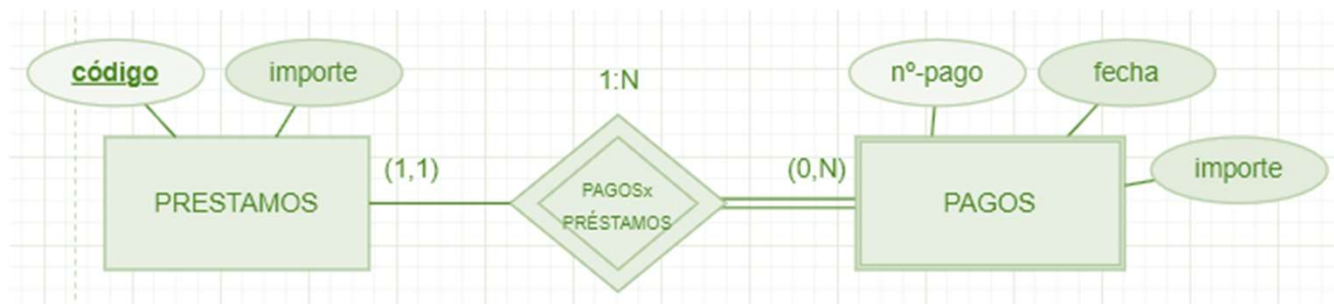 código
importe
1:N
nº-pago
fecha
importe
PRESTAMOS
(1,1)
PAGOSx
PRÉSTAMOS
(0,N)
PAGOS